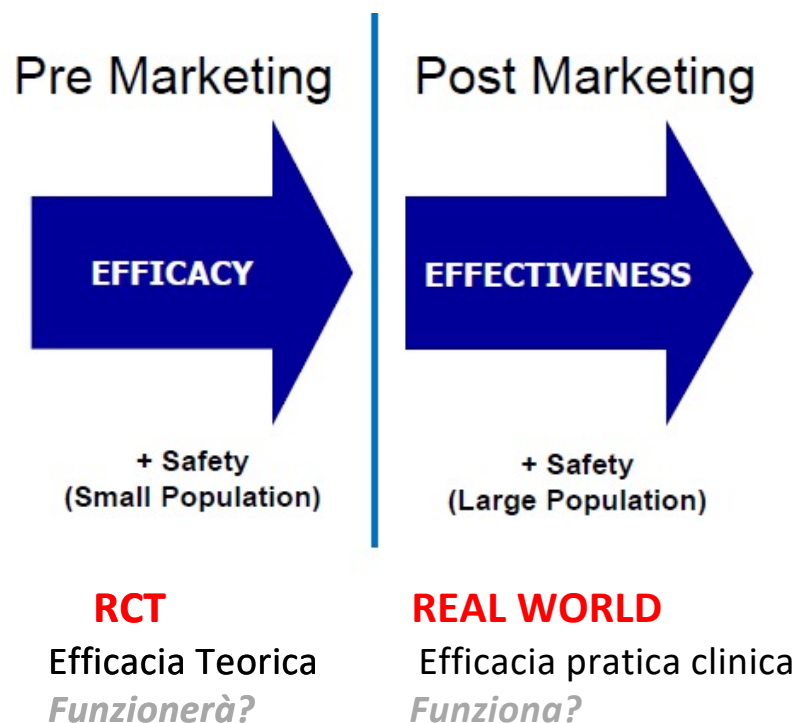 Pre Marketing
EFFICACY
+ Safety
(Small Population)
RCT
Efficacia Teorica
Funzionerà?
Post Marketing
EFFECTIVENESS
+ Safety
(Large Population)
REAL WORLD
Efficacia pratica clinica
Funziona?